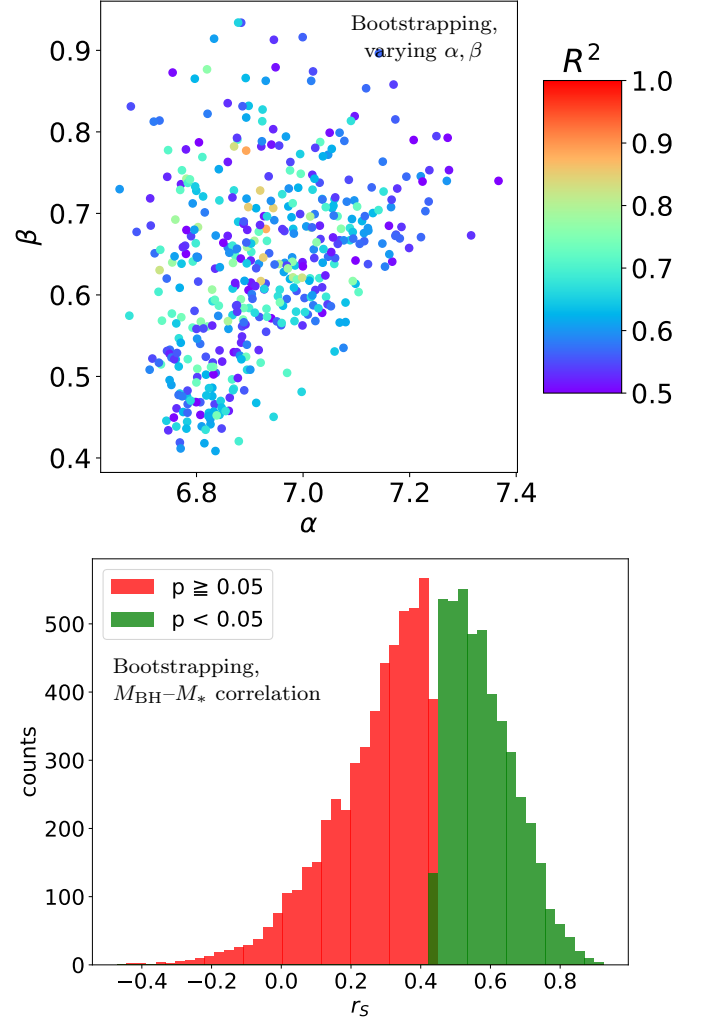 Bootstrapping,
varying α, β
R²
0.9
0.8
0.7
0.6
0.5
0.4
β
6.8 7.0 7.2 7.4
α
1.0
0.9
0.8
0.7
0.6
0.5
p ≧ 0.05
p < 0.05
Bootstrapping,
M_BH–M_* correlation
500
400
300
200
100
0
counts
−0.4 −0.2 0.0 0.2 0.4 0.6 0.8
r_S